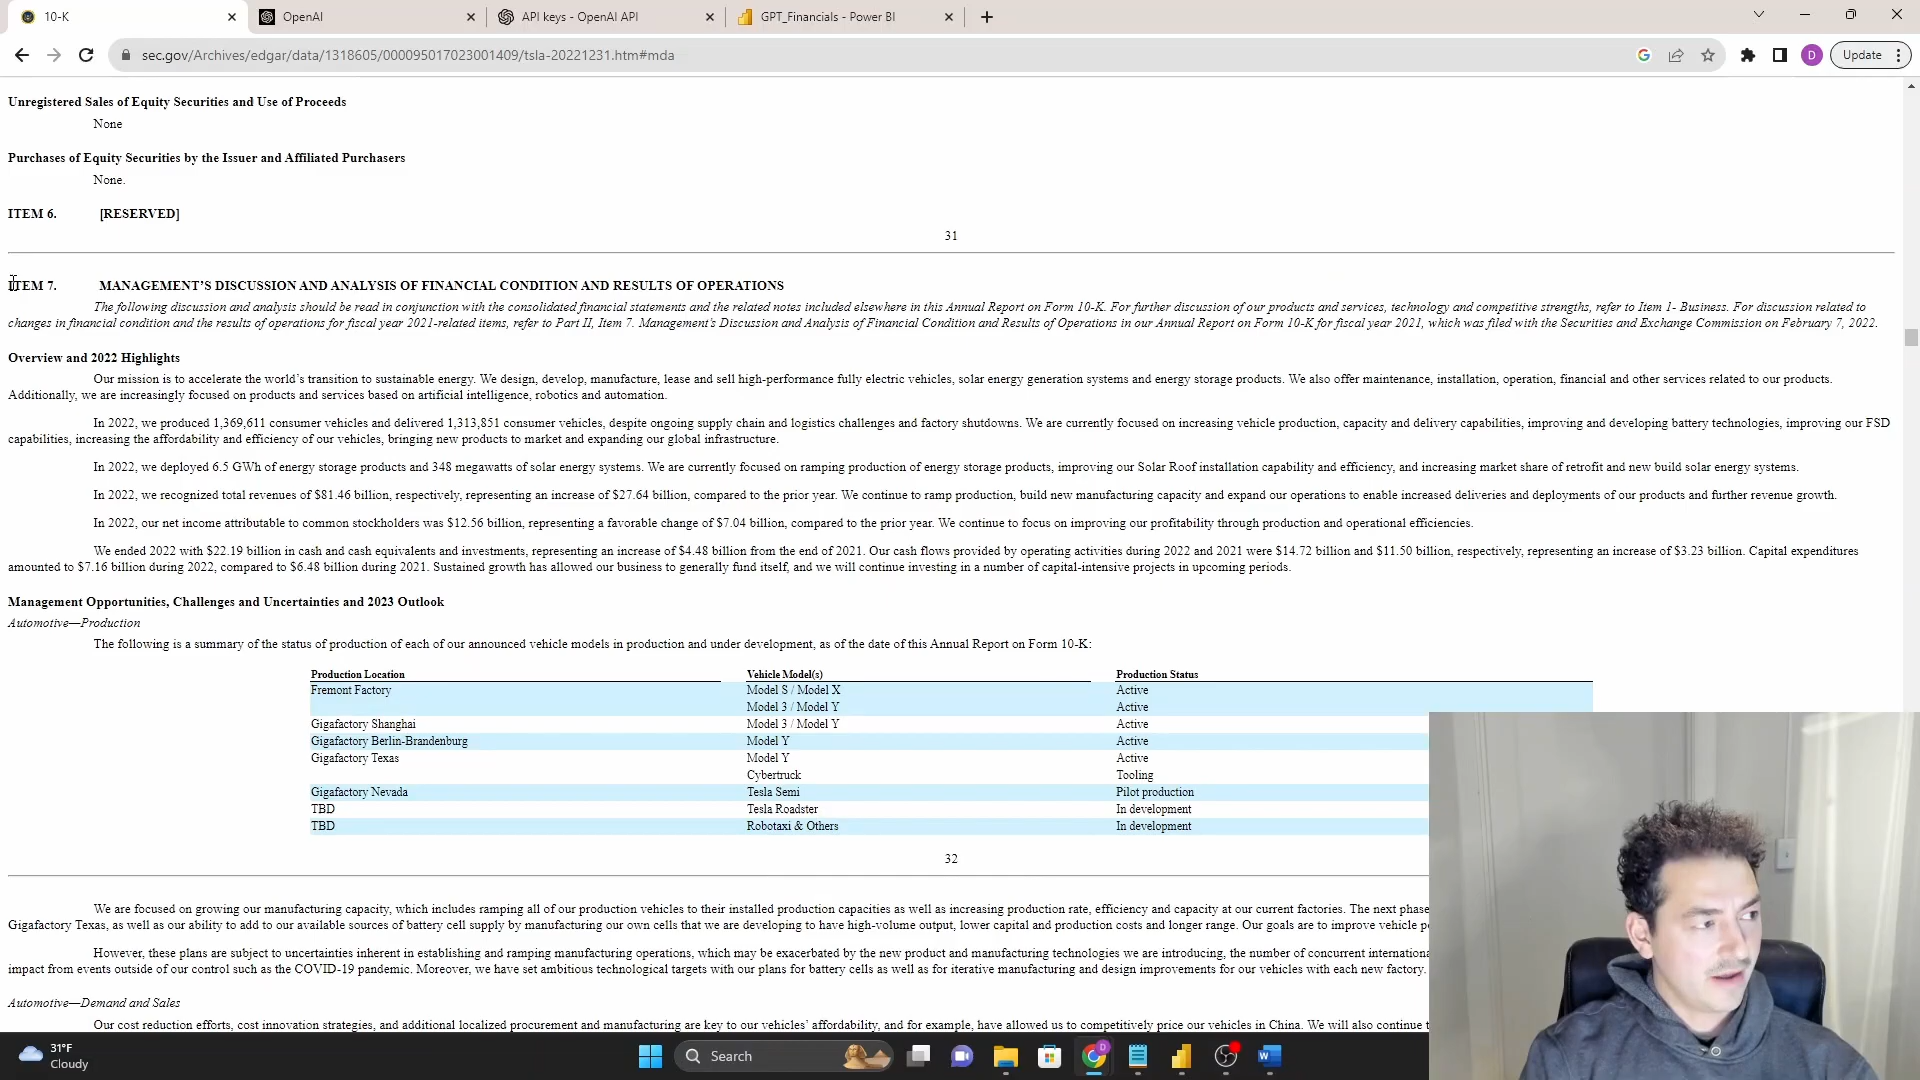 10-K
OpenAI
API keys - OpenAI API
GPT_Financials - Power BI
sec.gov/Archives/edgar/data/1318605/000095017023001409/tsla-20221231.htm#mda
D
Update
Unregistered Sales of Equity Securities and Use of Proceeds
None
Purchases of Equity Securities by the Issuer and Affiliated Purchasers
None.
ITEM 6. [RESERVED]
31
ITEM 7. MANAGEMENT'S DISCUSSION AND ANALYSIS OF FINANCIAL CONDITION AND RESULTS OF OPERATIONS
The following discussion and analysis should be read in conjunction with the consolidated financial statements and the related notes included elsewhere in this Annual Report on Form 10-K. For further discussion of our products and services, technology and competitive strengths, refer to Item 1- Business. For discussion related to
changes in financial condition and the results of operations for fiscal year 2021-related items, refer to Part II, Item 7. Management's Discussion and Analysis of Financial Condition and Results of Operations in our Annual Report on Form 10-K for fiscal year 2021, which was filed with the Securities and Exchange Commission on February 7, 2022.
Overview and 2022 Highlights
Our mission is to accelerate the world's transition to sustainable energy. We design, develop, manufacture, lease and sell high-performance fully electric vehicles, solar energy generation systems and energy storage products. We also offer maintenance, installation, operation, financial and other services related to our products.
Additionally, we are increasingly focused on products and services based on artificial intelligence, robotics and automation.
In 2022, we produced 1,369,611 consumer vehicles and delivered 1,313,851 consumer vehicles, despite ongoing supply chain and logistics challenges and factory shutdowns. We are currently focused on increasing vehicle production, capacity and delivery capabilities, improving and developing battery technologies, improving our FSD
capabilities, increasing the affordability and efficiency of our vehicles, bringing new products to market and expanding our global infrastructure.
In 2022, we deployed 6.5 GWh of energy storage products and 348 megawatts of solar energy systems. We are currently focused on ramping production of energy storage products, improving our Solar Roof installation capability and efficiency, and increasing market share of retrofit and new build solar energy systems.
In 2022, we recognized total revenues of $81.46 billion, respectively, representing an increase of $27.64 billion, compared to the prior year. We continue to ramp production, build new manufacturing capacity and expand our operations to enable increased deliveries and deployments of our products and further revenue growth.
In 2022, our net income attributable to common stockholders was $12.56 billion, representing a favorable change of $7.04 billion, compared to the prior year. We continue to focus on improving our profitability through production and operational efficiencies.
We ended 2022 with $22.19 billion in cash and cash equivalents and investments, representing an increase of $4.48 billion from the end of 2021. Our cash flows provided by operating activities during 2022 and 2021 were $14.72 billion and $11.50 billion, respectively, representing an increase of $3.23 billion. Capital expenditures
amounted to $7.16 billion during 2022, compared to $6.48 billion during 2021. Sustained growth has allowed our business to generally fund itself, and we will continue investing in a number of capital-intensive projects in upcoming periods.
Management Opportunities, Challenges and Uncertainties and 2023 Outlook
Automotive—Production
The following is a summary of the status of production of each of our announced vehicle models in production and under development, as of the date of this Annual Report on Form 10-K:
Production Location Vehicle Model(s) Production Status
Fremont Factory Model S / Model X Active
Model 3 / Model Y Active
Gigafactory Shanghai Model 3 / Model Y Active
Gigafactory Berlin-Brandenburg Model Y Active
Gigafactory Texas Model Y Active
Cybertruck Tooling
Gigafactory Nevada Tesla Semi Pilot production
TBD Tesla Roadster In development
TBD Robotaxi & Others In development
32
We are focused on growing our manufacturing capacity, which includes ramping all of our production vehicles to their installed production capacities as well as increasing production rate, efficiency and capacity at our current factories. The next phase
Gigafactory Texas, as well as our ability to add to our available sources of battery cell supply by manufacturing our own cells that we are developing to have high-volume output, lower capital and production costs and longer range. Our goals are to improve vehicle
However, these plans are subject to uncertainties inherent in establishing and ramping manufacturing operations, which may be exacerbated by the new product and manufacturing technologies we are introducing, the number of concurrent
impact from events outside of our control such as the COVID-19 pandemic. Moreover, we have set ambitious technological targets with our plans for battery cells as well as for iterative manufacturing and design improvements for our vehicles with each new factory.
Automotive—Demand and Sales
Our cost reduction efforts, cost innovation strategies, and additional localized procurement and manufacturing are key to our vehicles' affordability, and for example, have allowed us to competitively price our vehicles in China. We will also continue
31°F
Cloudy
Search